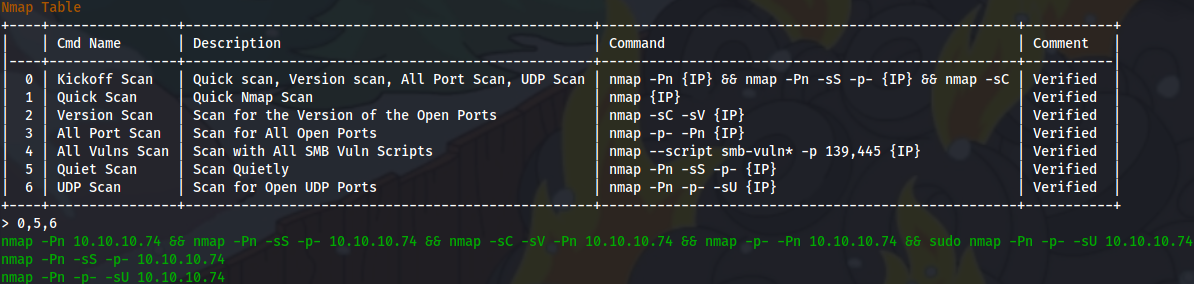 Nmap Table
+----+----------------+--------------------------------------------------+---------------------------------------------------+-----------+
|    | Cmd Name       | Description                                      | Command                                           | Comment   |
|----+----------------+--------------------------------------------------+---------------------------------------------------+-----------|
|  0 | Kickoff Scan   | Quick scan, Version scan, All Port Scan, UDP Scan | nmap -Pn {IP} && nmap -Pn -sS -p- {IP} && nmap -sC | Verified  |
|  1 | Quick Scan     | Quick Nmap Scan                                  | nmap {IP}                                         | Verified  |
|  2 | Version Scan   | Scan for the Version of the Open Ports           | nmap -sC -sV {IP}                                 | Verified  |
|  3 | All Port Scan  | Scan for All Open Ports                          | nmap -p- -Pn {IP}                                 | Verified  |
|  4 | All Vulns Scan | Scan with All SMB Vuln Scripts                   | nmap --script smb-vuln* -p 139,445 {IP}           | Verified  |
|  5 | Quiet Scan     | Scan Quietly                                     | nmap -Pn -sS -p- {IP}                             | Verified  |
|  6 | UDP Scan       | Scan for Open UDP Ports                          | nmap -Pn -p- -sU {IP}                             | Verified  |
+----+----------------+--------------------------------------------------+---------------------------------------------------+-----------+
> 0,5,6
nmap -Pn 10.10.10.74 && nmap -Pn -sS -p- 10.10.10.74 && nmap -sC -sV -Pn 10.10.10.74 && nmap -p- -Pn 10.10.10.74 && sudo nmap -Pn -p- -sU 10.10.10.74
nmap -Pn -sS -p- 10.10.10.74
nmap -Pn -p- -sU 10.10.10.74